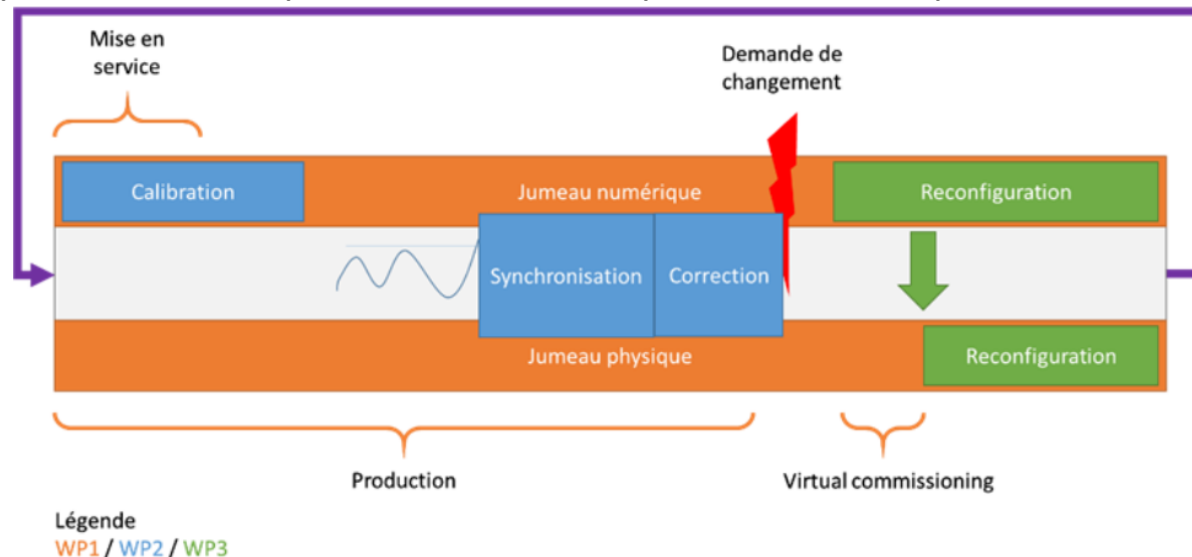 Mise en
service
Demande de
changement
Calibration
Jumeau numérique
Reconfiguration
Synchronisation
Correction
Jumeau physique
Reconfiguration
Production
Virtual commissioning
Légende
WP1 / WP2 / WP3